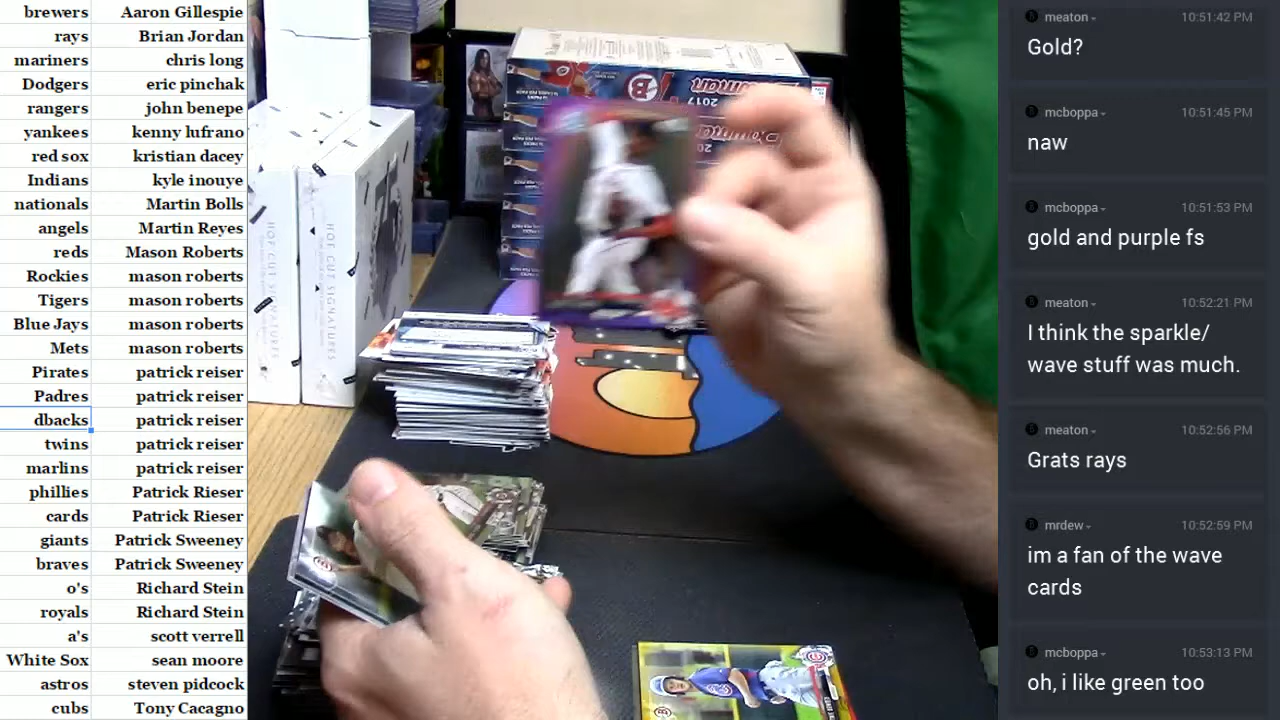 brewers Aaron Gillespie
rays Brian Jordan
mariners chris long
Dodgers eric pinchak
rangers john benepe
yankees kenny lufrano
red sox kristian dacey
Indians kyle inouye
nationals Martin Bolls
angels Martin Reyes
reds Mason Roberts
Rockies mason roberts
Tigers mason roberts
Blue Jays mason roberts
Mets mason roberts
Pirates patrick reiser
Padres patrick reiser
dbacks patrick reiser
twins patrick reiser
marlins patrick reiser
phillies Patrick Rieser
cards Patrick Rieser
giants Patrick Sweeney
braves Patrick Sweeney
o's Richard Stein
royals Richard Stein
a's scott verrell
White Sox sean moore
astros steven pidcock
cubs Tony Cacagno
HOF CUT SIGNATURES
HOF CUT SIGNATURES
Bowman
2017
meaton 10:51:42 PM
Gold?
mcboppa 10:51:45 PM
naw
mcboppa 10:51:53 PM
gold and purple fs
meaton 10:52:21 PM
I think the sparkle/
wave stuff was much.
meaton 10:52:56 PM
Grats rays
mrdew 10:52:59 PM
im a fan of the wave
cards
mcboppa 10:53:13 PM
oh, i like green too